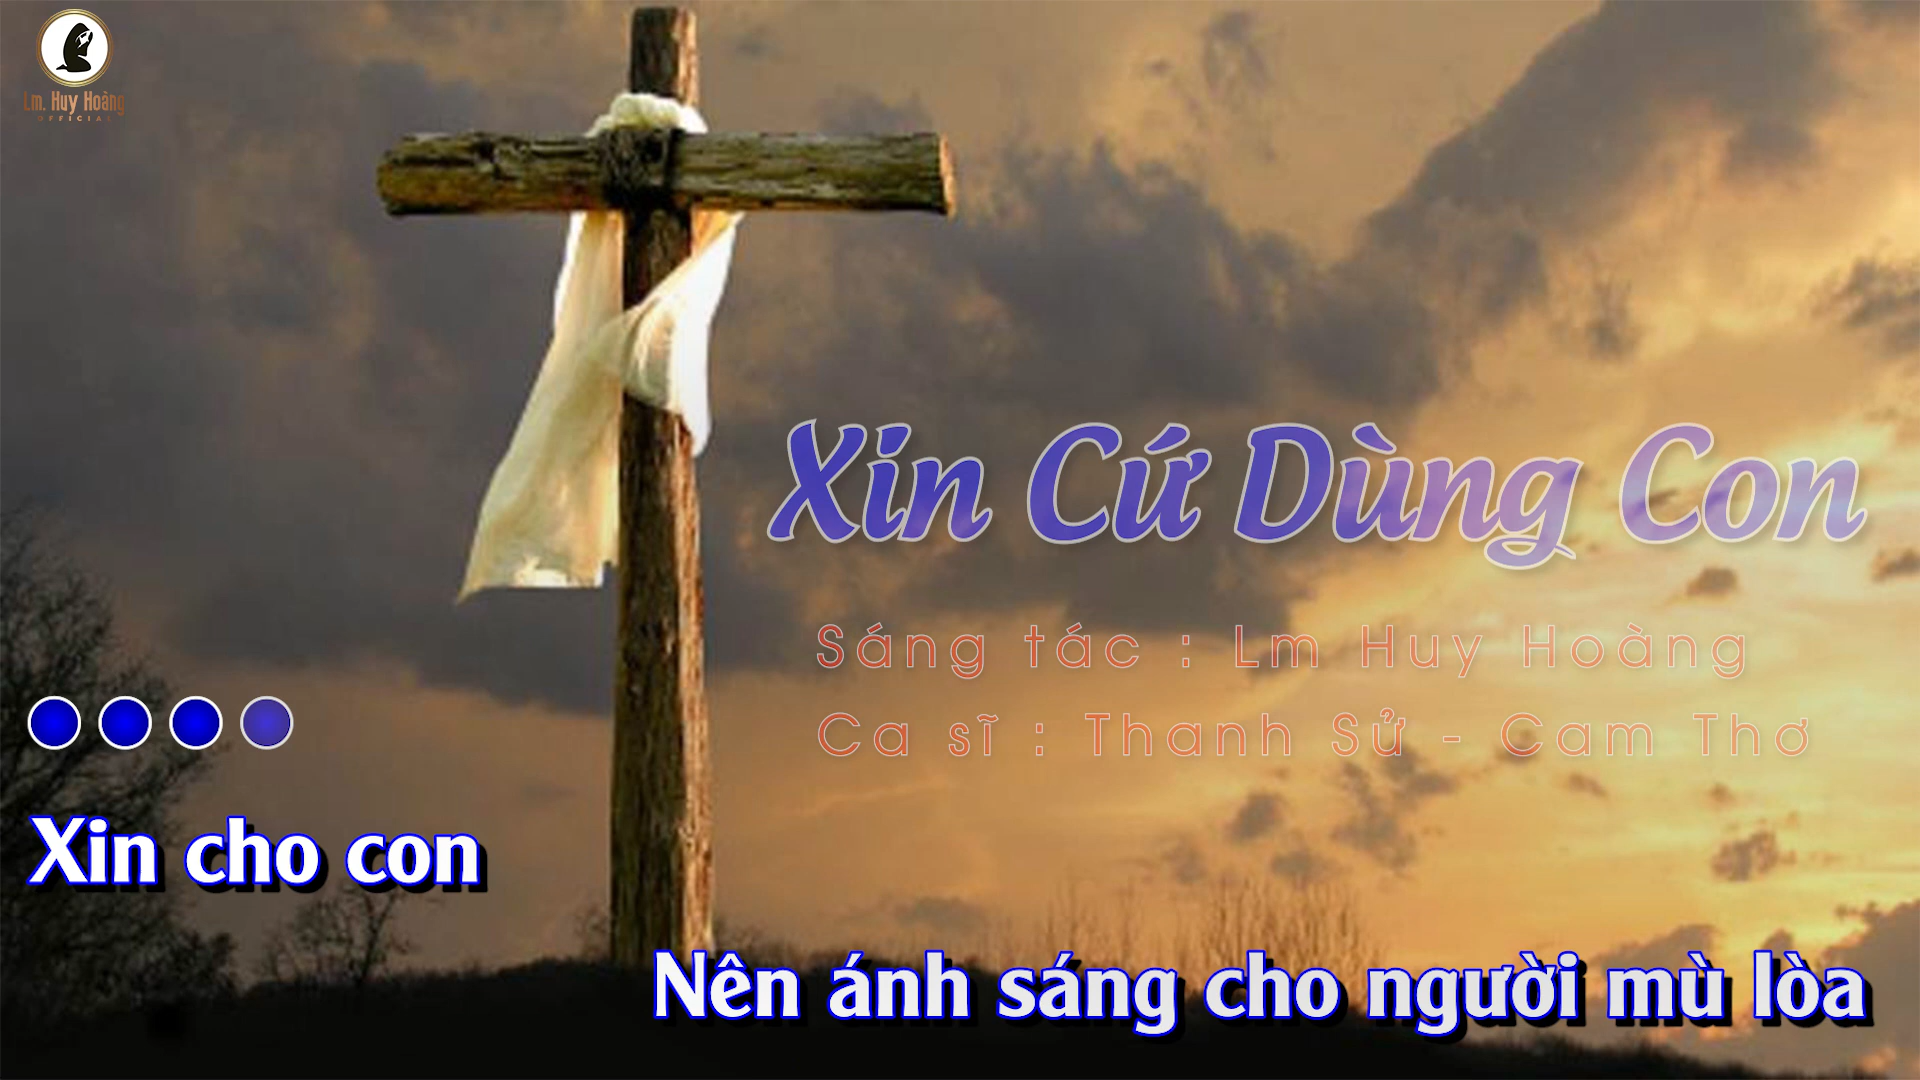 Lm. Huy Hoàng
OFFICIAL
Xin Cứ Dùng Con
Sáng tác : Lm Huy Hoàng
Ca sĩ : Thanh Sử - Cam Thơ
Xin cho con
Nên ánh sáng cho người mù lòa